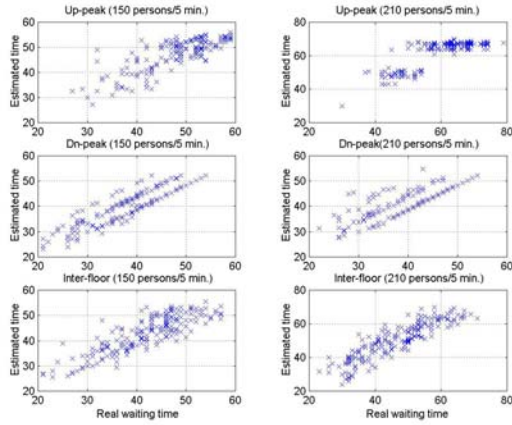 Up-peak (150 persons/5 min.)
Estimated time
60
50
40
30
20
20 30 40 50 60
Up-peak (210 persons/5 min.)
Estimated time
80
60
40
20
20 40 60 80
Dn-peak (150 persons/5 min.)
Estimated time
60
40
20
20 30 40 50 60
Dn-peak(210 persons/5 min.)
Estimated time
60
40
20
20 30 40 50 60
Inter-floor (150 persons/5 min.)
Estimated time
60
50
40
30
20
20 30 40 50 60
Real waiting time
Inter-floor (210 persons/5 min.)
Estimated time
80
60
40
20
20 40 60 80
Real waiting time